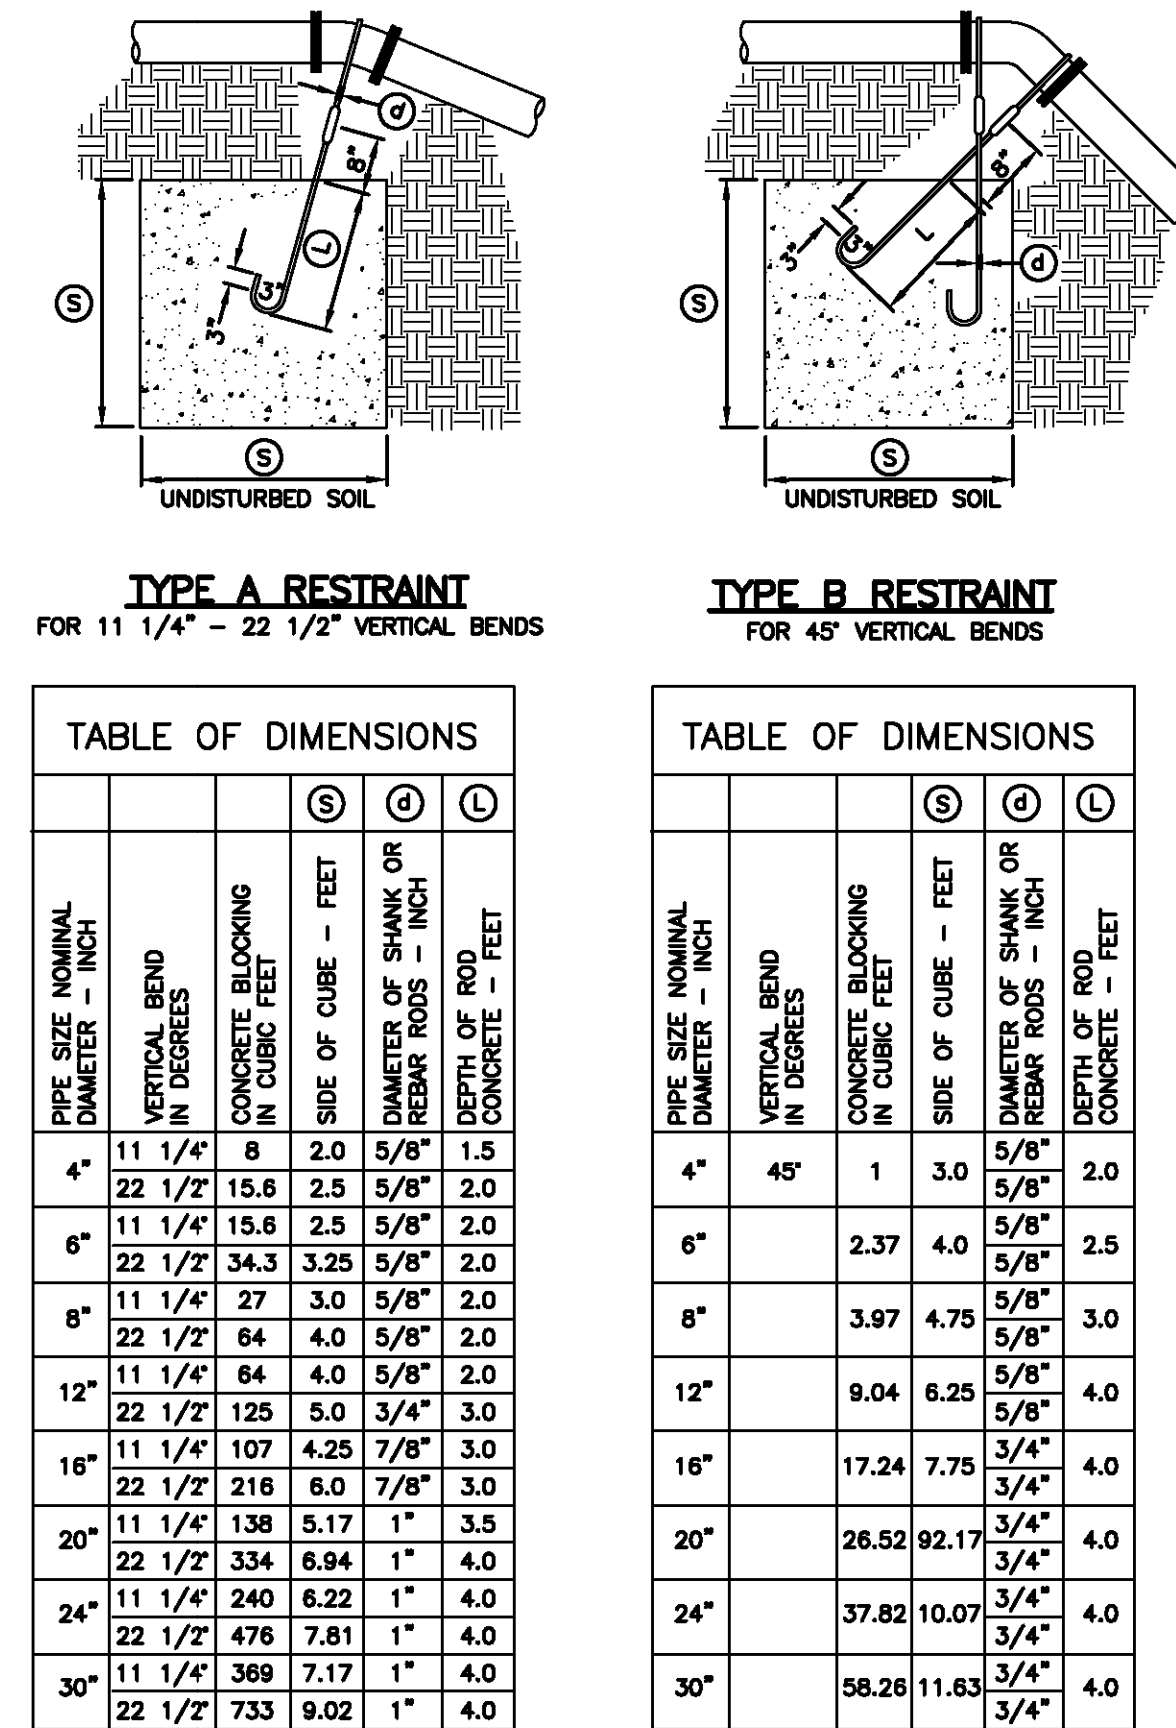 d
8"
L
3"
3"
S
S
UNDISTURBED SOIL
TYPE A RESTRAINT
FOR 11 1/4" - 22 1/2" VERTICAL BENDS
8"
L
3"
3"
d
S
S
UNDISTURBED SOIL
TYPE B RESTRAINT
FOR 45° VERTICAL BENDS
TABLE OF DIMENSIONS
S d L
PIPE SIZE NOMINAL
DIAMETER - INCH
VERTICAL BEND
IN DEGREES
CONCRETE BLOCKING
IN CUBIC FEET
SIDE OF CUBE - FEET
DIAMETER OF SHANK OR
REBAR RODS - INCH
DEPTH OF ROD
CONCRETE - FEET
4"
11 1/4° 8 2.0 5/8" 1.5
22 1/2° 15.6 2.5 5/8" 2.0
6"
11 1/4° 15.6 2.5 5/8" 2.0
22 1/2° 34.3 3.25 5/8" 2.0
8"
11 1/4° 27 3.0 5/8" 2.0
22 1/2° 64 4.0 5/8" 2.0
12"
11 1/4° 64 4.0 5/8" 2.0
22 1/2° 125 5.0 3/4" 3.0
16"
11 1/4° 107 4.25 7/8" 3.0
22 1/2° 216 6.0 7/8" 3.0
20"
11 1/4° 138 5.17 1" 3.5
22 1/2° 334 6.94 1" 4.0
24"
11 1/4° 240 6.22 1" 4.0
22 1/2° 476 7.81 1" 4.0
30"
11 1/4° 369 7.17 1" 4.0
22 1/2° 733 9.02 1" 4.0
TABLE OF DIMENSIONS
S d L
PIPE SIZE NOMINAL
DIAMETER - INCH
VERTICAL BEND
IN DEGREES
CONCRETE BLOCKING
IN CUBIC FEET
SIDE OF CUBE - FEET
DIAMETER OF SHANK OR
REBAR RODS - INCH
DEPTH OF ROD
CONCRETE - FEET
5/8"
4" 45° 1 3.0 2.0
5/8"
5/8"
6" 2.37 4.0 2.5
5/8"
5/8"
8" 3.97 4.75 3.0
5/8"
5/8"
12" 9.04 6.25 4.0
5/8"
3/4"
16" 17.24 7.75 4.0
3/4"
3/4"
20" 26.52 92.17 4.0
3/4"
3/4"
24" 37.82 10.07 4.0
3/4"
3/4"
30" 58.26 11.63 4.0
3/4"